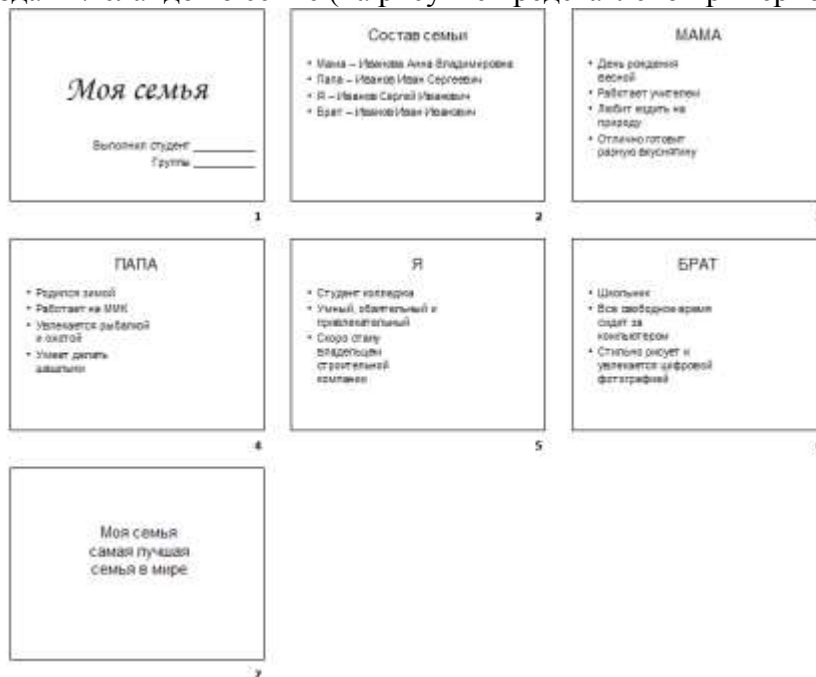 Моя семья
Выполнил студент
Группы
1
Состав семьи
• Мама – Иванова Анна Владимировна
• Папа – Иванов Иван Сергеевич
• Я – Иванов Сергей Иванович
• Брат – Иванов Иван Иванович
2
МАМА
• День рождения
весной
• Работает учителем
• Любит ездить на
природу
• Отлично готовит
разную вкуснятину
ПАПА
• Родился зимой
• Работает на ММК
• Увлекается рыбалкой
и охотой
• Умеет делать
шашлыки
4
Я
• Студент колледжа
• Умный, обаятельный и
привлекательный
• Скоро стану
владельцем
строительной
компании
5
БРАТ
• Школьник
• Все свободное время
сидит за
компьютером
• Стильно рисует и
увлекается цифровой
фотографией
Моя семья
самая лучшая
семья в мире
7